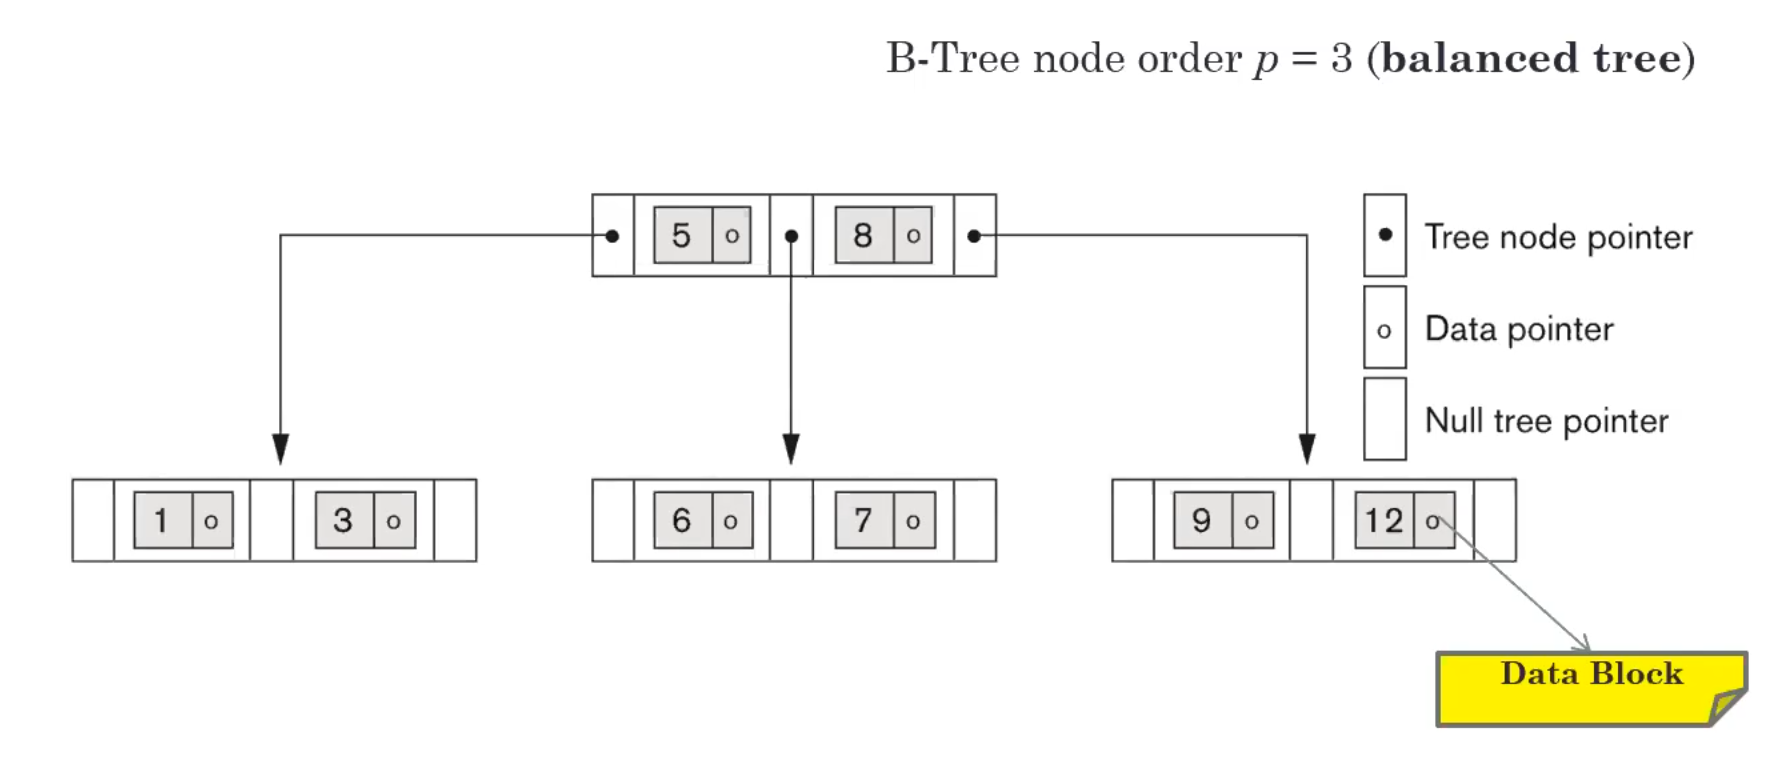 B-Tree node order p = 3 (balanced tree)
5 o 8 o
Tree node pointer
o Data pointer
Null tree pointer
1 o 3 o 6 o 7 o 9 o 12 o
Data Block